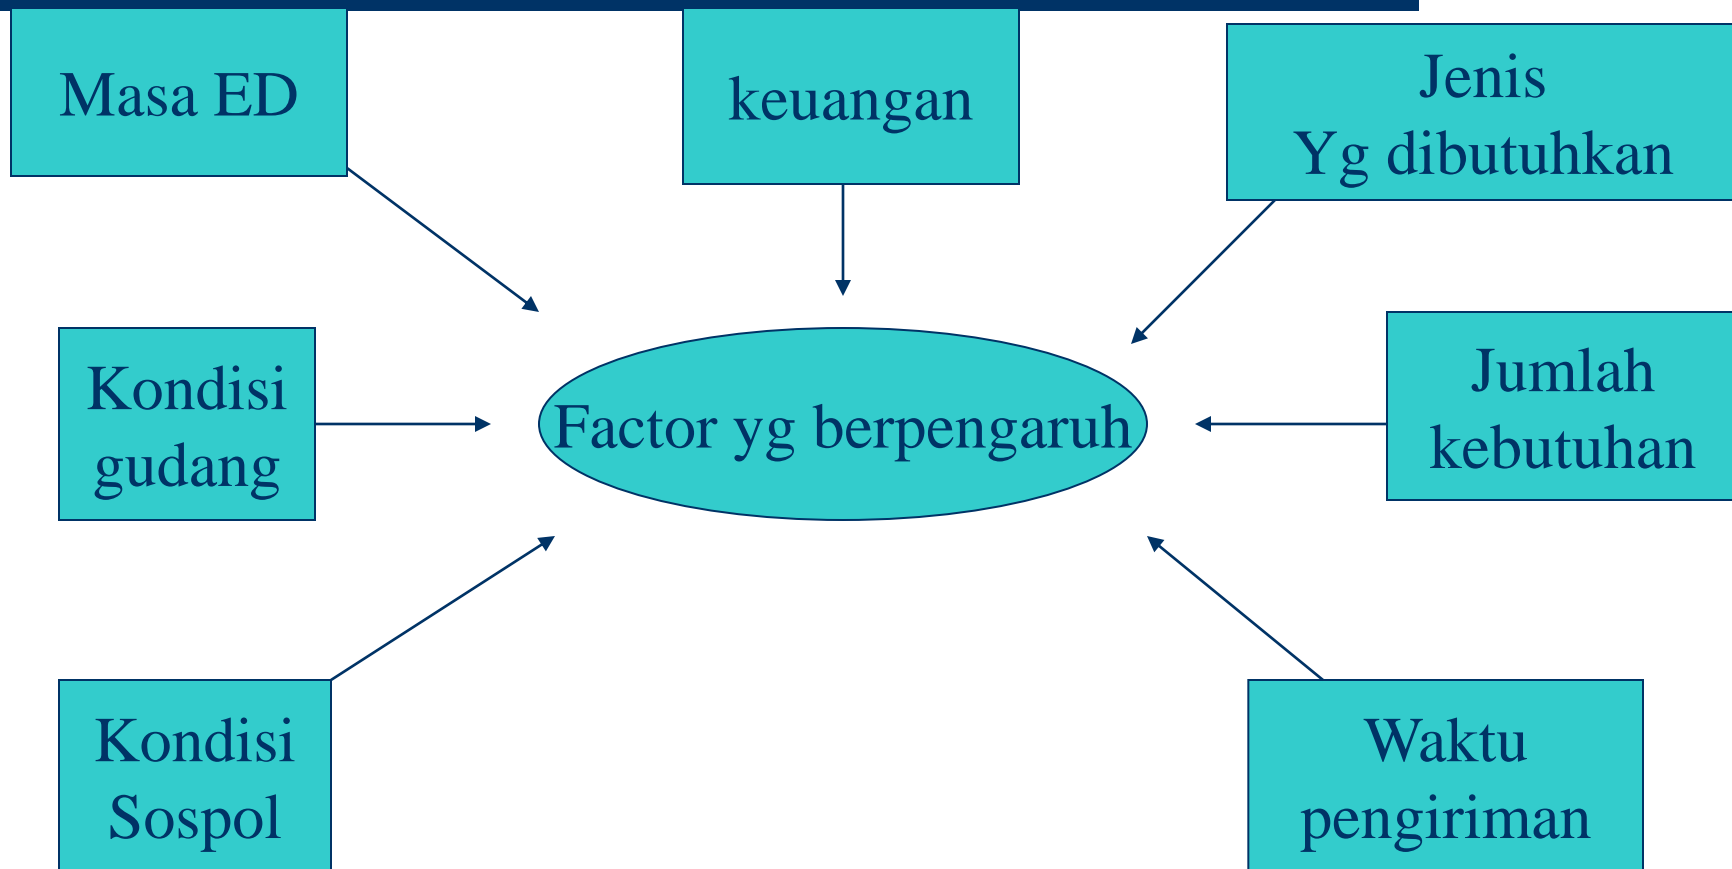 Masa ED
keuangan
Jenis
Yg dibutuhkan
Kondisi
gudang
Factor yg berpengaruh
Jumlah
kebutuhan
Kondisi
Sospol
Waktu
pengiriman